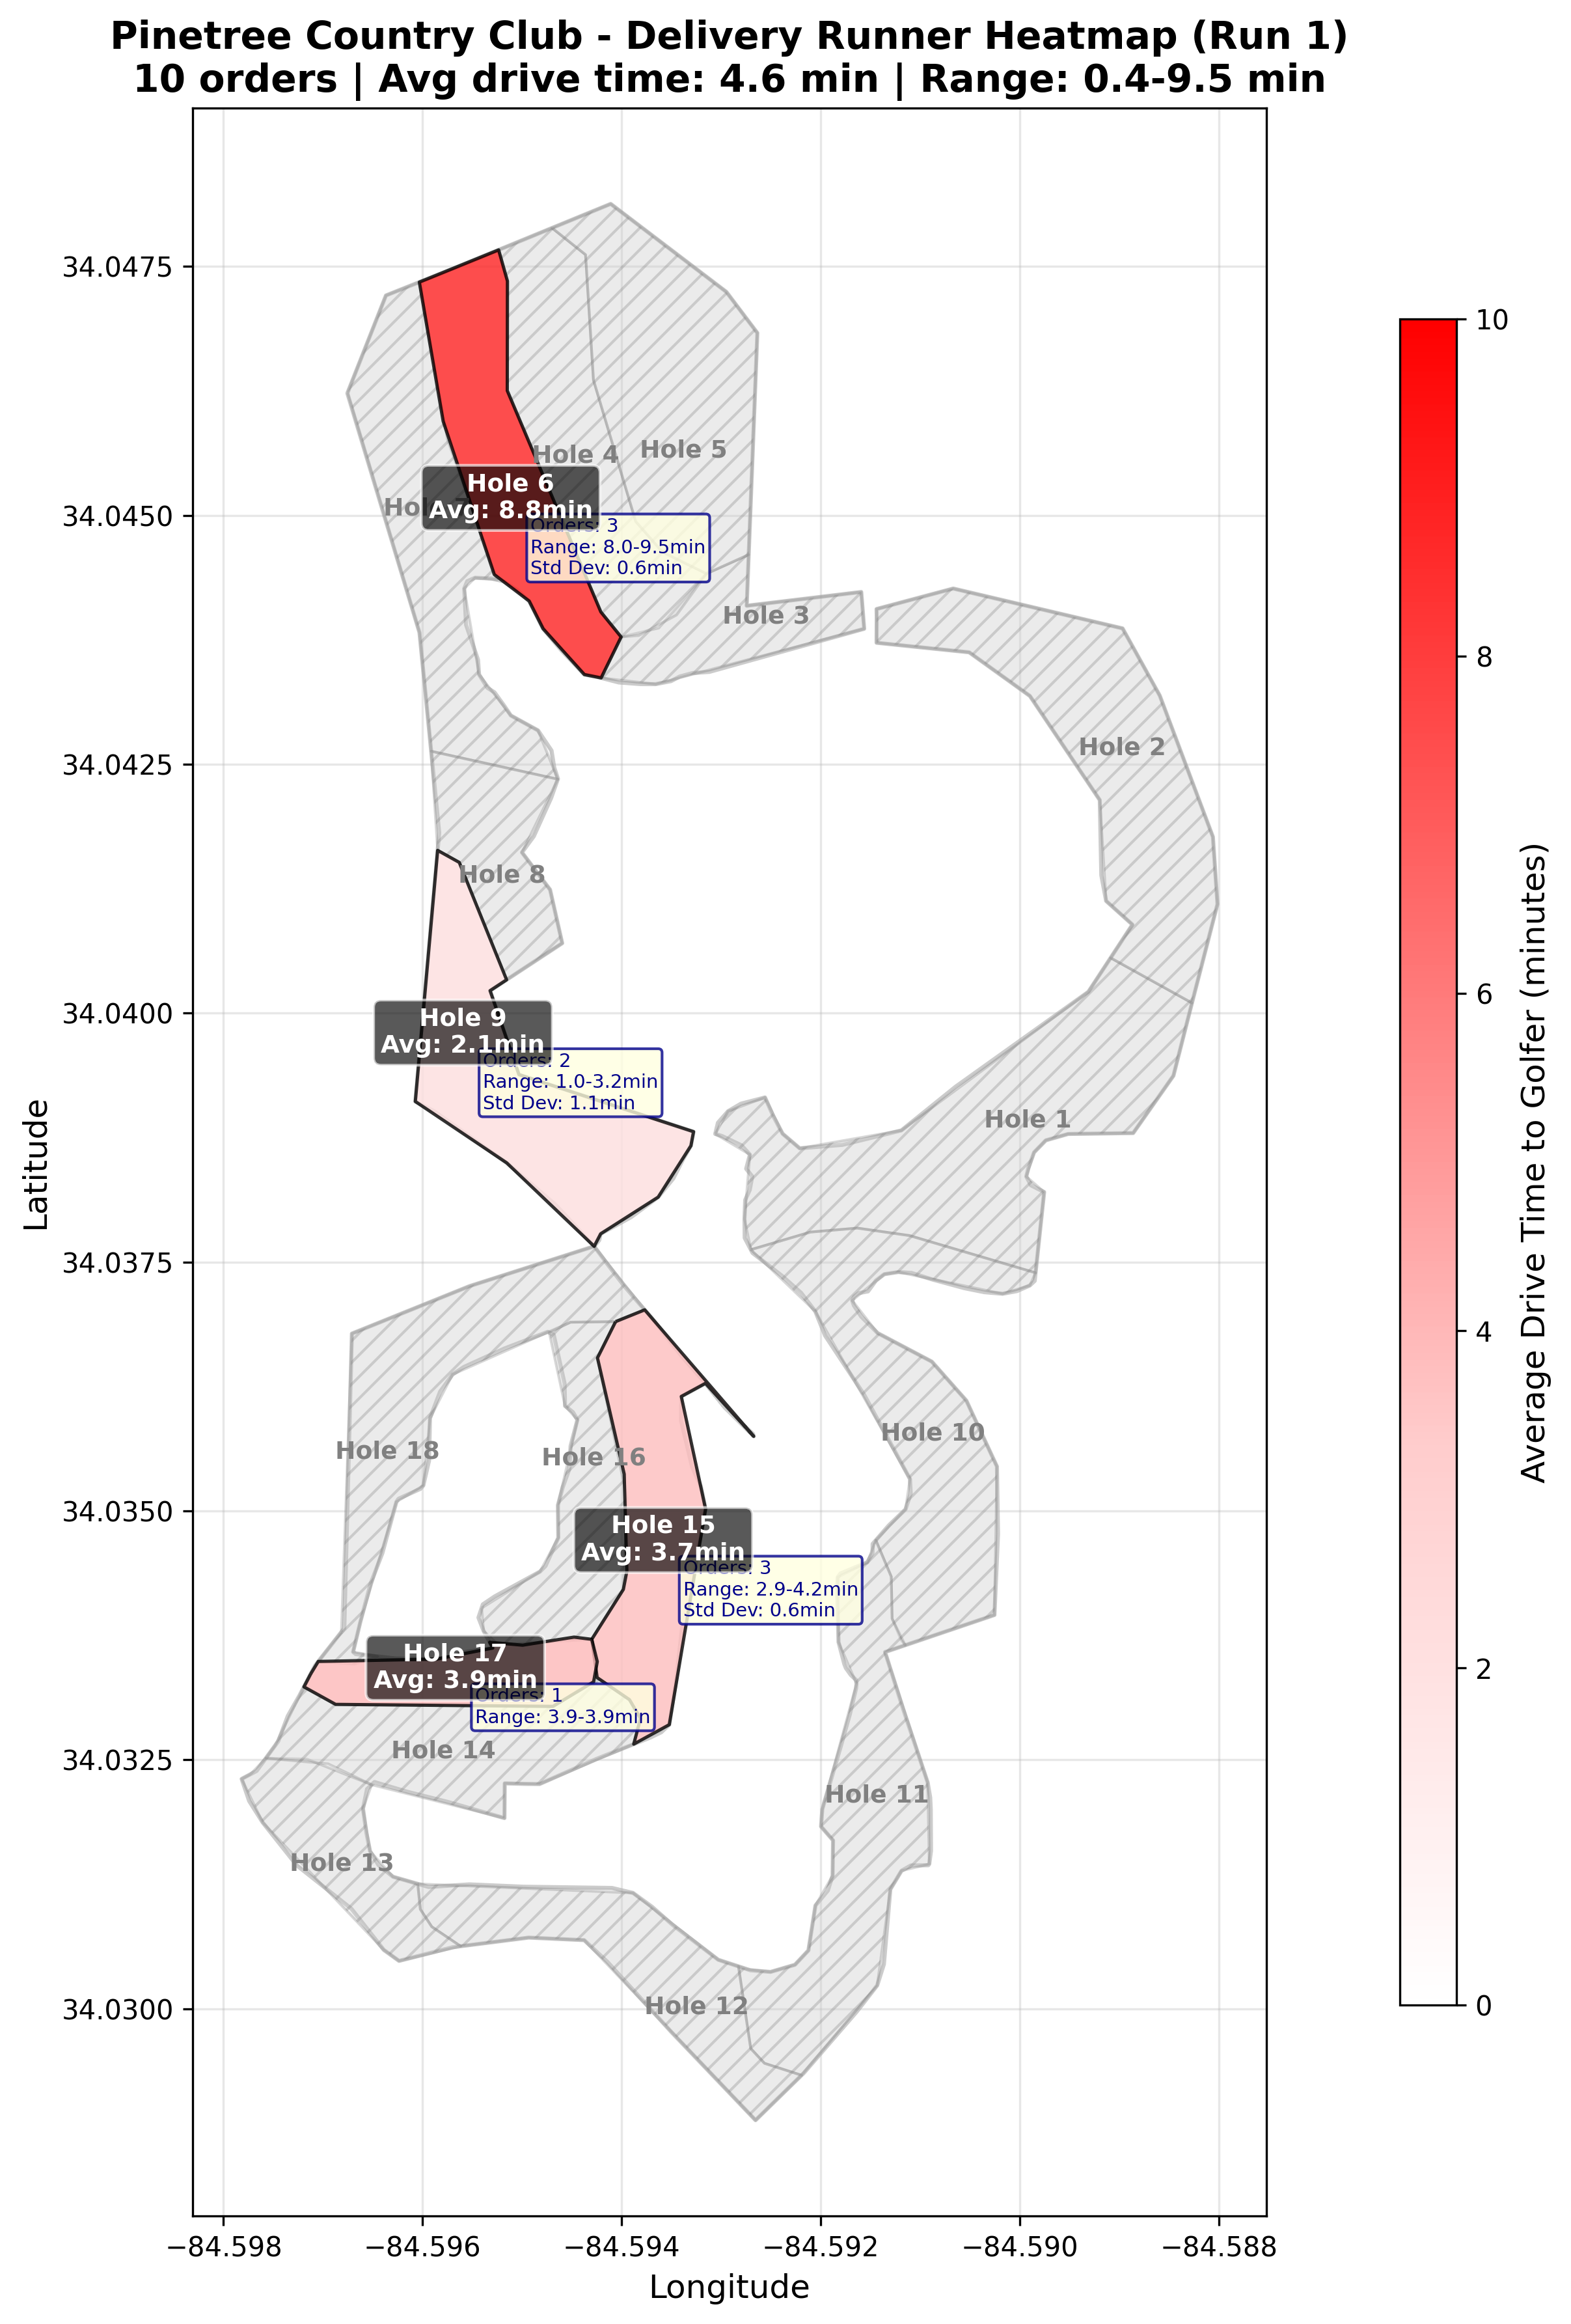 Pinetree Country Club - Delivery Runner Heatmap (Run 1)
10 orders | Avg drive time: 4.6 min | Range: 0.4-9.5 min
Latitude
34.0475
34.0450
34.0425
34.0400
34.0375
34.0350
34.0325
34.0300
Hole 4
Hole 5
Hole 6
Avg: 8.8min
Orders: 3
Range: 8.0-9.5min
Std Dev: 0.6min
Hole 3
Hole 2
Hole 8
Hole 9
Avg: 2.1min
Orders: 2
Range: 1.0-3.2min
Std Dev: 1.1min
Hole 1
Hole 10
Hole 18
Hole 16
Hole 15
Avg: 3.7min
Orders: 3
Range: 2.9-4.2min
Std Dev: 0.6min
Hole 17
Avg: 3.9min
Orders: 1
Range: 3.9-3.9min
Hole 14
Hole 11
Hole 13
Hole 12
−84.598
−84.596
−84.594
−84.592
−84.590
−84.588
Longitude
10
8
6
4
2
0
Average Drive Time to Golfer (minutes)